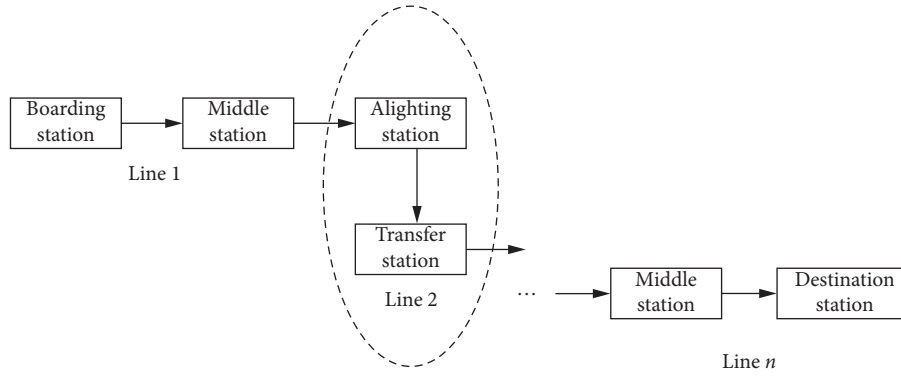 Boarding
station
Middle
station
Alighting
station
Line 1
Transfer
station
Line 2
...
Middle
station
Destination
station
Line n